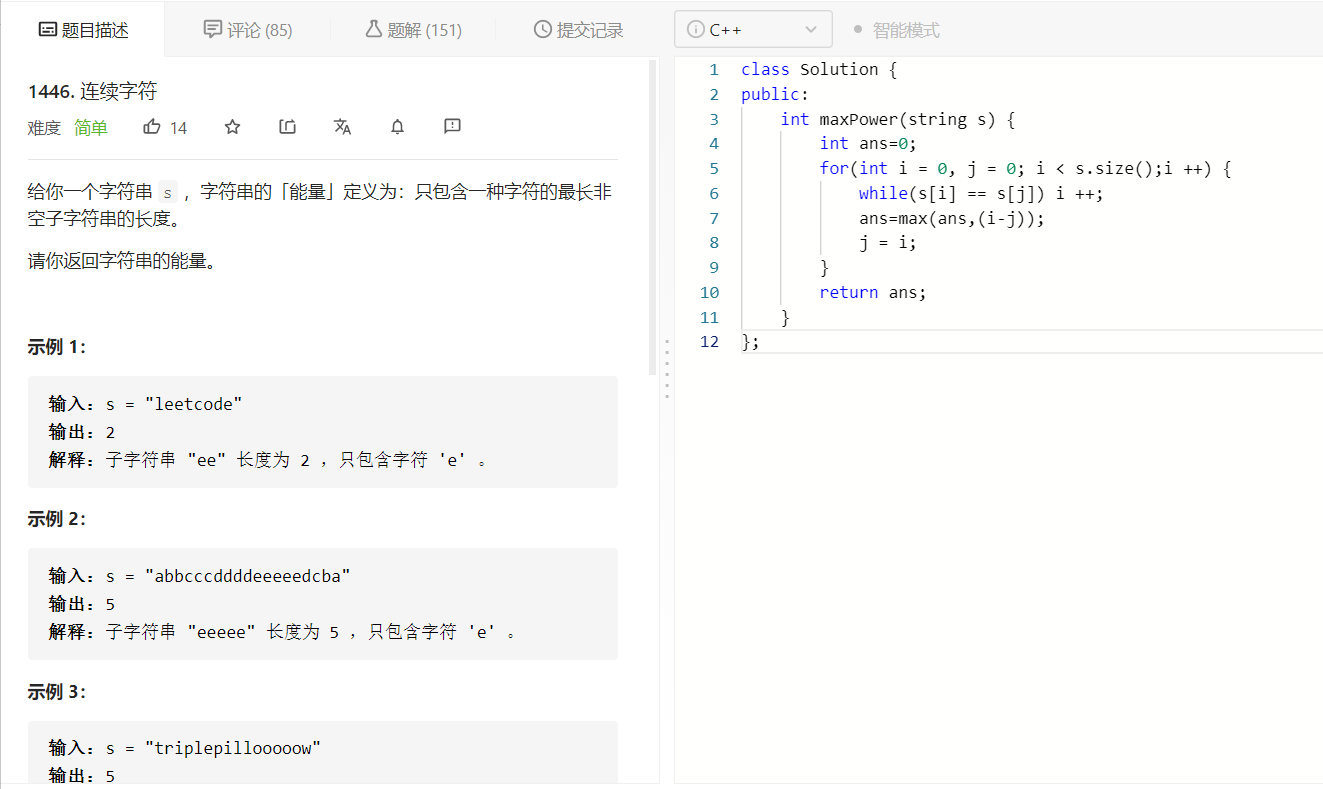 题目描述
评论 (85)
题解 (151)
提交记录
C++
智能模式
1446. 连续字符
难度 简单 14
给你一个字符串 s ，字符串的「能量」定义为：只包含一种字符的最长非
空子字符串的长度。
请你返回字符串的能量。
示例 1：
输入：s = "leetcode"
输出：2
解释：子字符串 "ee" 长度为 2 ，只包含字符 'e' 。
示例 2：
输入：s = "abbcccddddeeeeedcba"
输出：5
解释：子字符串 "eeeee" 长度为 5 ，只包含字符 'e' 。
示例 3：
输入：s = "triplepillooooow"
输出：5
1 class Solution {
2 public:
3     int maxPower(string s) {
4         int ans=0;
5         for(int i = 0, j = 0; i < s.size();i ++) {
6             while(s[i] == s[j]) i ++;
7             ans=max(ans,(i-j));
8             j = i;
9         }
10         return ans;
11     }
12 };